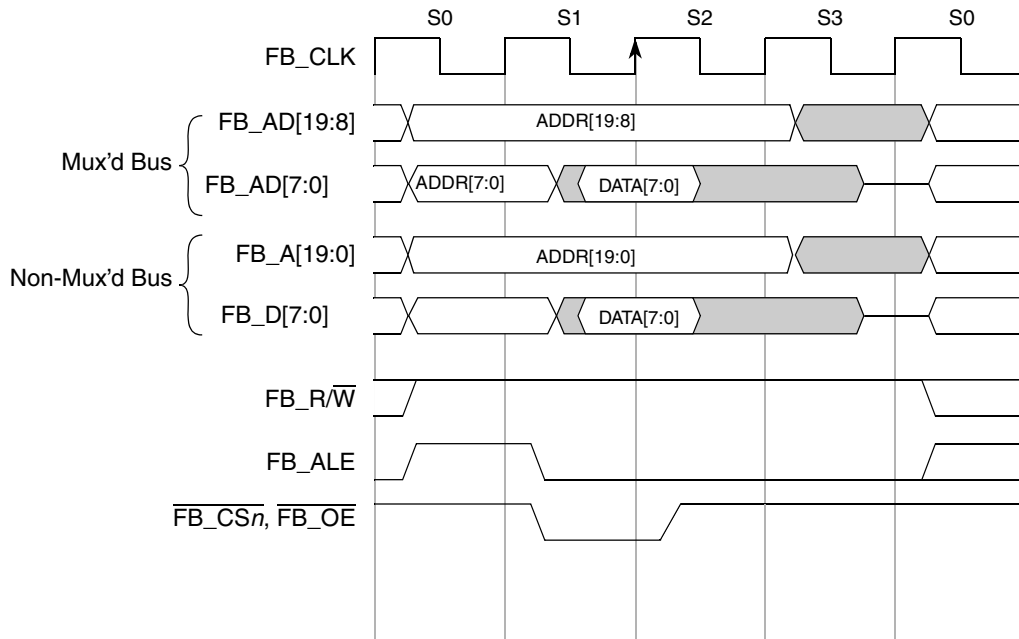 S0 S1 S2 S3 S0
FB_CLK
FB_AD[19:8] ADDR[19:8]
Mux'd Bus
FB_AD[7:0] ADDR[7:0] DATA[7:0]
FB_A[19:0] ADDR[19:0]
Non-Mux'd Bus
FB_D[7:0] DATA[7:0]
FB_R/W̅
FB_ALE
F̅B̅_̅C̅S̅n̅, F̅B̅_̅O̅E̅